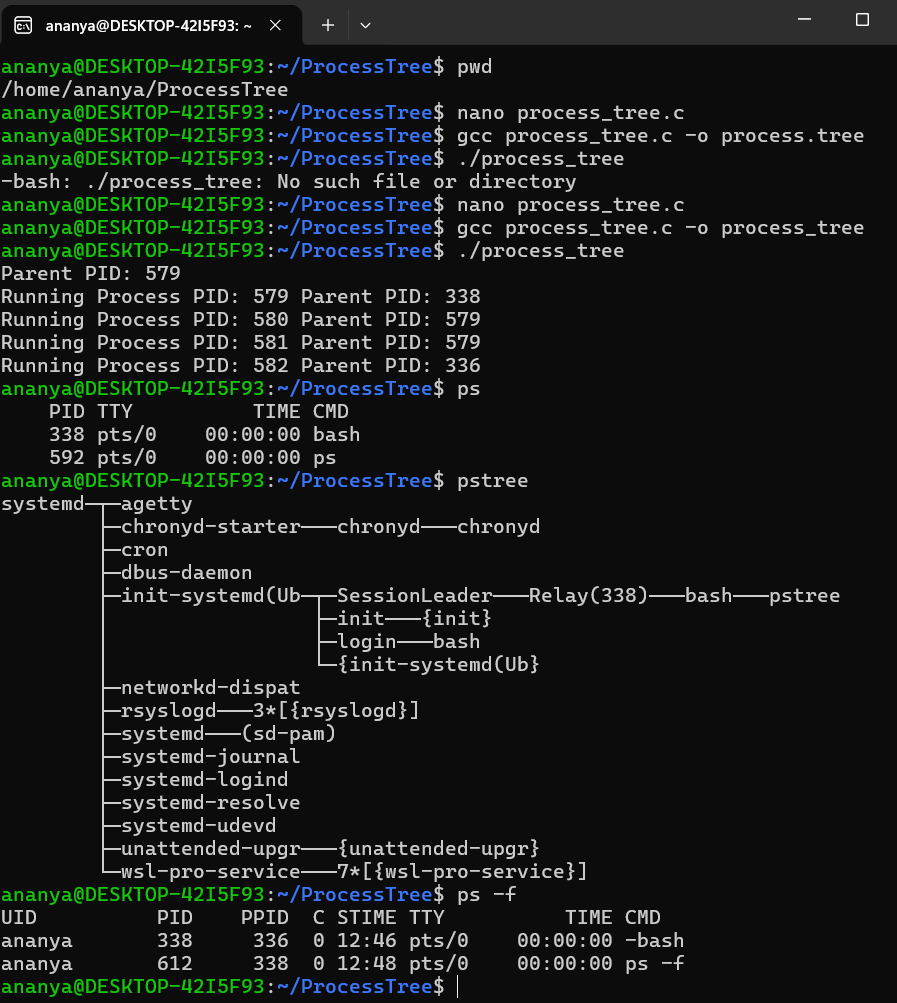 ananya@DESKTOP-42I5F93: ~
ananya@DESKTOP-42I5F93:~/ProcessTree$ pwd
/home/ananya/ProcessTree
ananya@DESKTOP-42I5F93:~/ProcessTree$ nano process_tree.c
ananya@DESKTOP-42I5F93:~/ProcessTree$ gcc process_tree.c -o process.tree
ananya@DESKTOP-42I5F93:~/ProcessTree$ ./process_tree
-bash: ./process_tree: No such file or directory
ananya@DESKTOP-42I5F93:~/ProcessTree$ nano process_tree.c
ananya@DESKTOP-42I5F93:~/ProcessTree$ gcc process_tree.c -o process_tree
ananya@DESKTOP-42I5F93:~/ProcessTree$ ./process_tree
Parent PID: 579
Running Process PID: 579 Parent PID: 338
Running Process PID: 580 Parent PID: 579
Running Process PID: 581 Parent PID: 579
Running Process PID: 582 Parent PID: 336
ananya@DESKTOP-42I5F93:~/ProcessTree$ ps
    PID TTY          TIME CMD
    338 pts/0    00:00:00 bash
    592 pts/0    00:00:00 ps
ananya@DESKTOP-42I5F93:~/ProcessTree$ pstree
systemd─┬─agetty
        ├─chronyd-starter───chronyd───chronyd
        ├─cron
        ├─dbus-daemon
        ├─init-systemd(Ub─┬─SessionLeader───Relay(338)───bash───pstree
        │                 ├─init───{init}
        │                 ├─login───bash
        │                 └─{init-systemd(Ub}
        ├─networkd-dispat
        ├─rsyslogd───3*[{rsyslogd}]
        ├─systemd───(sd-pam)
        ├─systemd-journal
        ├─systemd-logind
        ├─systemd-resolve
        ├─systemd-udevd
        ├─unattended-upgr───{unattended-upgr}
        └─wsl-pro-service───7*[{wsl-pro-service}]
ananya@DESKTOP-42I5F93:~/ProcessTree$ ps -f
UID          PID    PPID  C STIME TTY          TIME CMD
ananya       338     336  0 12:46 pts/0    00:00:00 -bash
ananya       612     338  0 12:48 pts/0    00:00:00 ps -f
ananya@DESKTOP-42I5F93:~/ProcessTree$